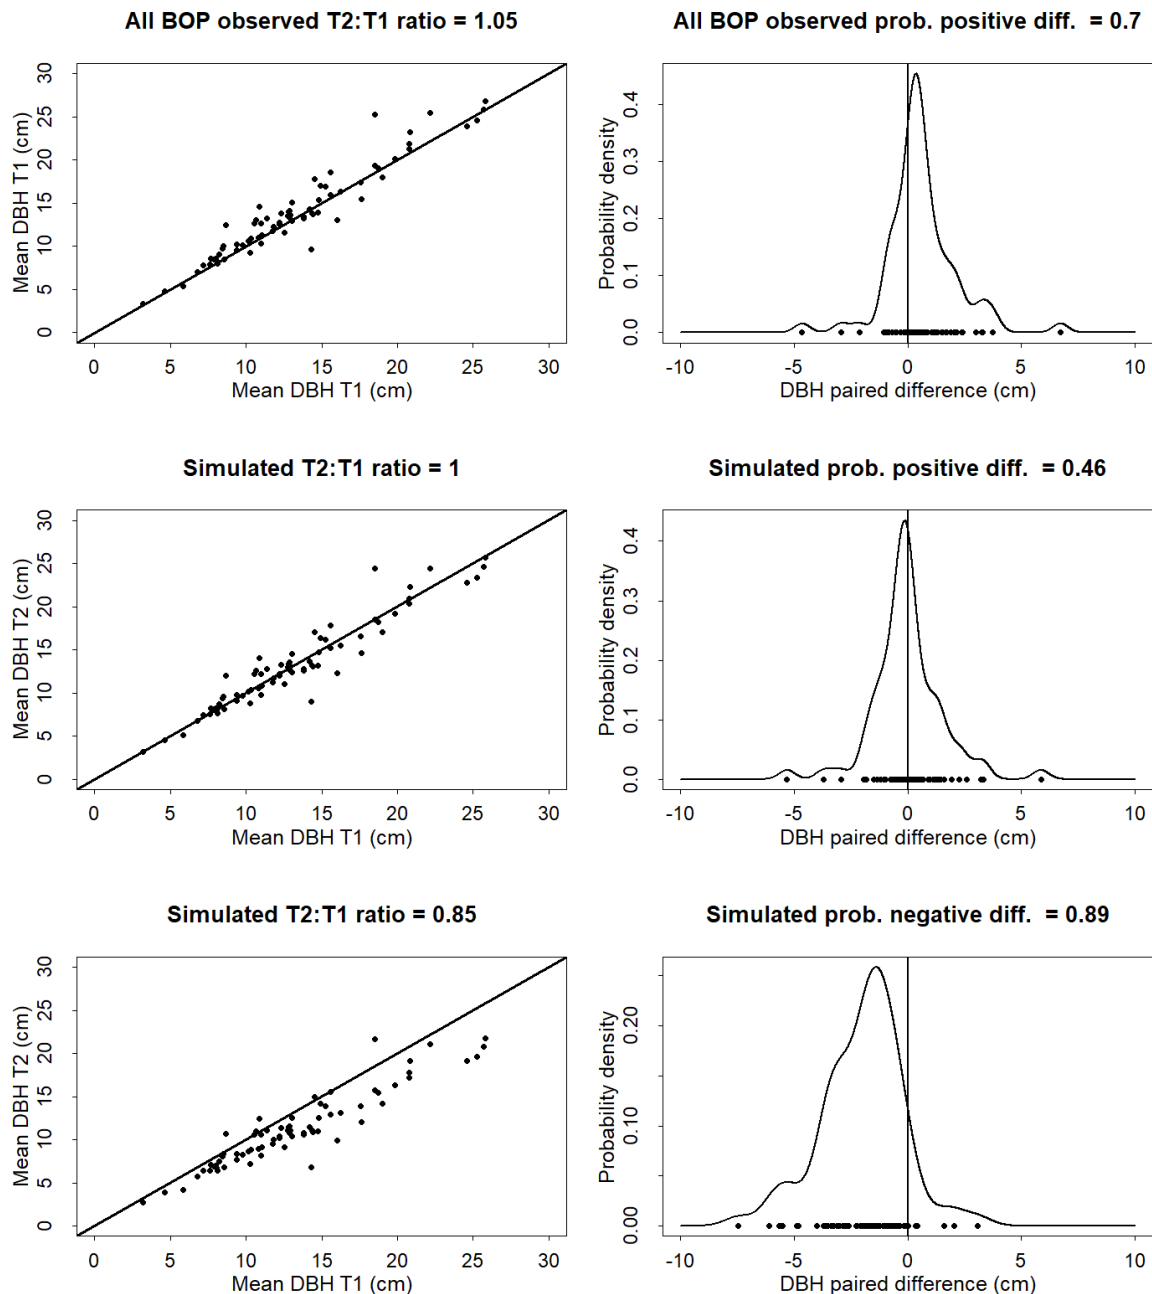 All BOP observed T2:T1 ratio = 1.05
Mean DBH T1 (cm)
30
25
20
15
10
5
0
0 5 10 15 20 25 30
Mean DBH T1 (cm)
All BOP observed prob. positive diff. = 0.7
Probability density
0.4
0.3
0.2
0.1
0.0
-10 -5 0 5 10
DBH paired difference (cm)
Simulated T2:T1 ratio = 1
Mean DBH T2 (cm)
30
25
20
15
10
5
0
0 5 10 15 20 25 30
Mean DBH T1 (cm)
Simulated prob. positive diff. = 0.46
Probability density
0.4
0.3
0.2
0.1
0.0
-10 -5 0 5 10
DBH paired difference (cm)
Simulated T2:T1 ratio = 0.85
Mean DBH T2 (cm)
30
25
20
15
10
5
0
0 5 10 15 20 25 30
Mean DBH T1 (cm)
Simulated prob. negative diff. = 0.89
Probability density
0.20
0.10
0.00
-10 -5 0 5 10
DBH paired difference (cm)